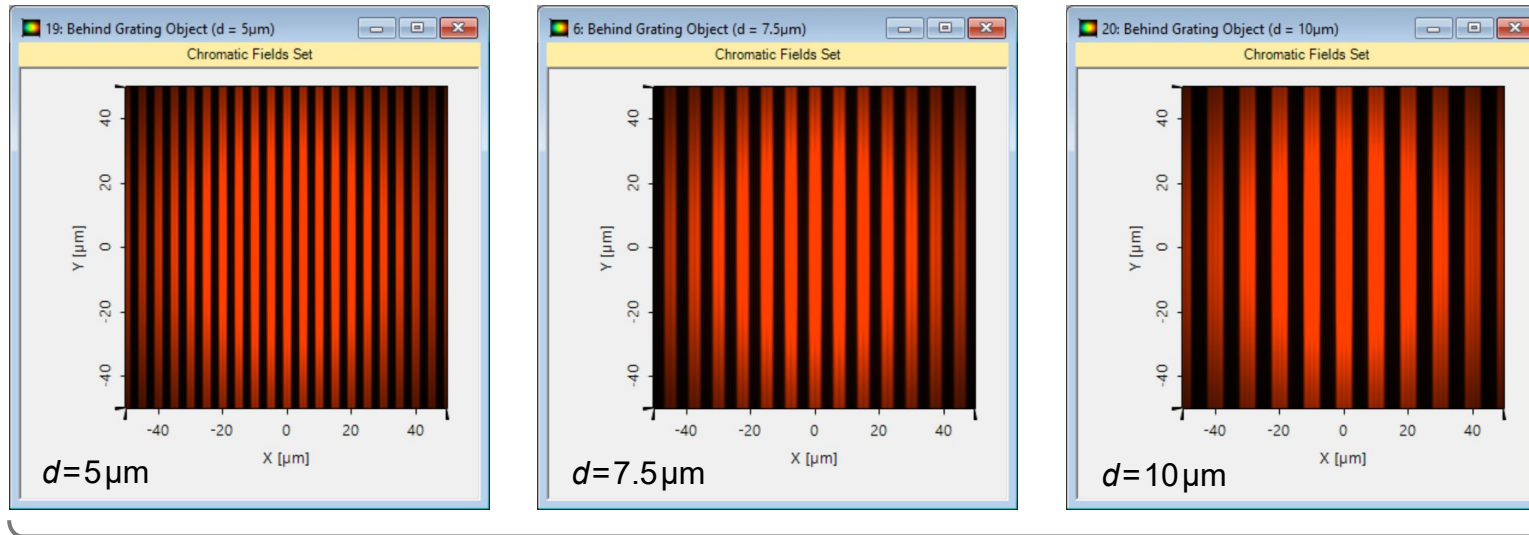 19: Behind Grating Object (d = 5µm)
Chromatic Fields Set
40
20
0
-20
-40
Y [µm]
-40 -20 0 20 40
X [µm]
d=5µm
6: Behind Grating Object (d = 7.5µm)
Chromatic Fields Set
40
20
0
-20
-40
Y [µm]
-40 -20 0 20 40
X [µm]
d=7.5µm
20: Behind Grating Object (d = 10µm)
Chromatic Fields Set
40
20
0
-20
-40
Y [µm]
-40 -20 0 20 40
X [µm]
d=10µm